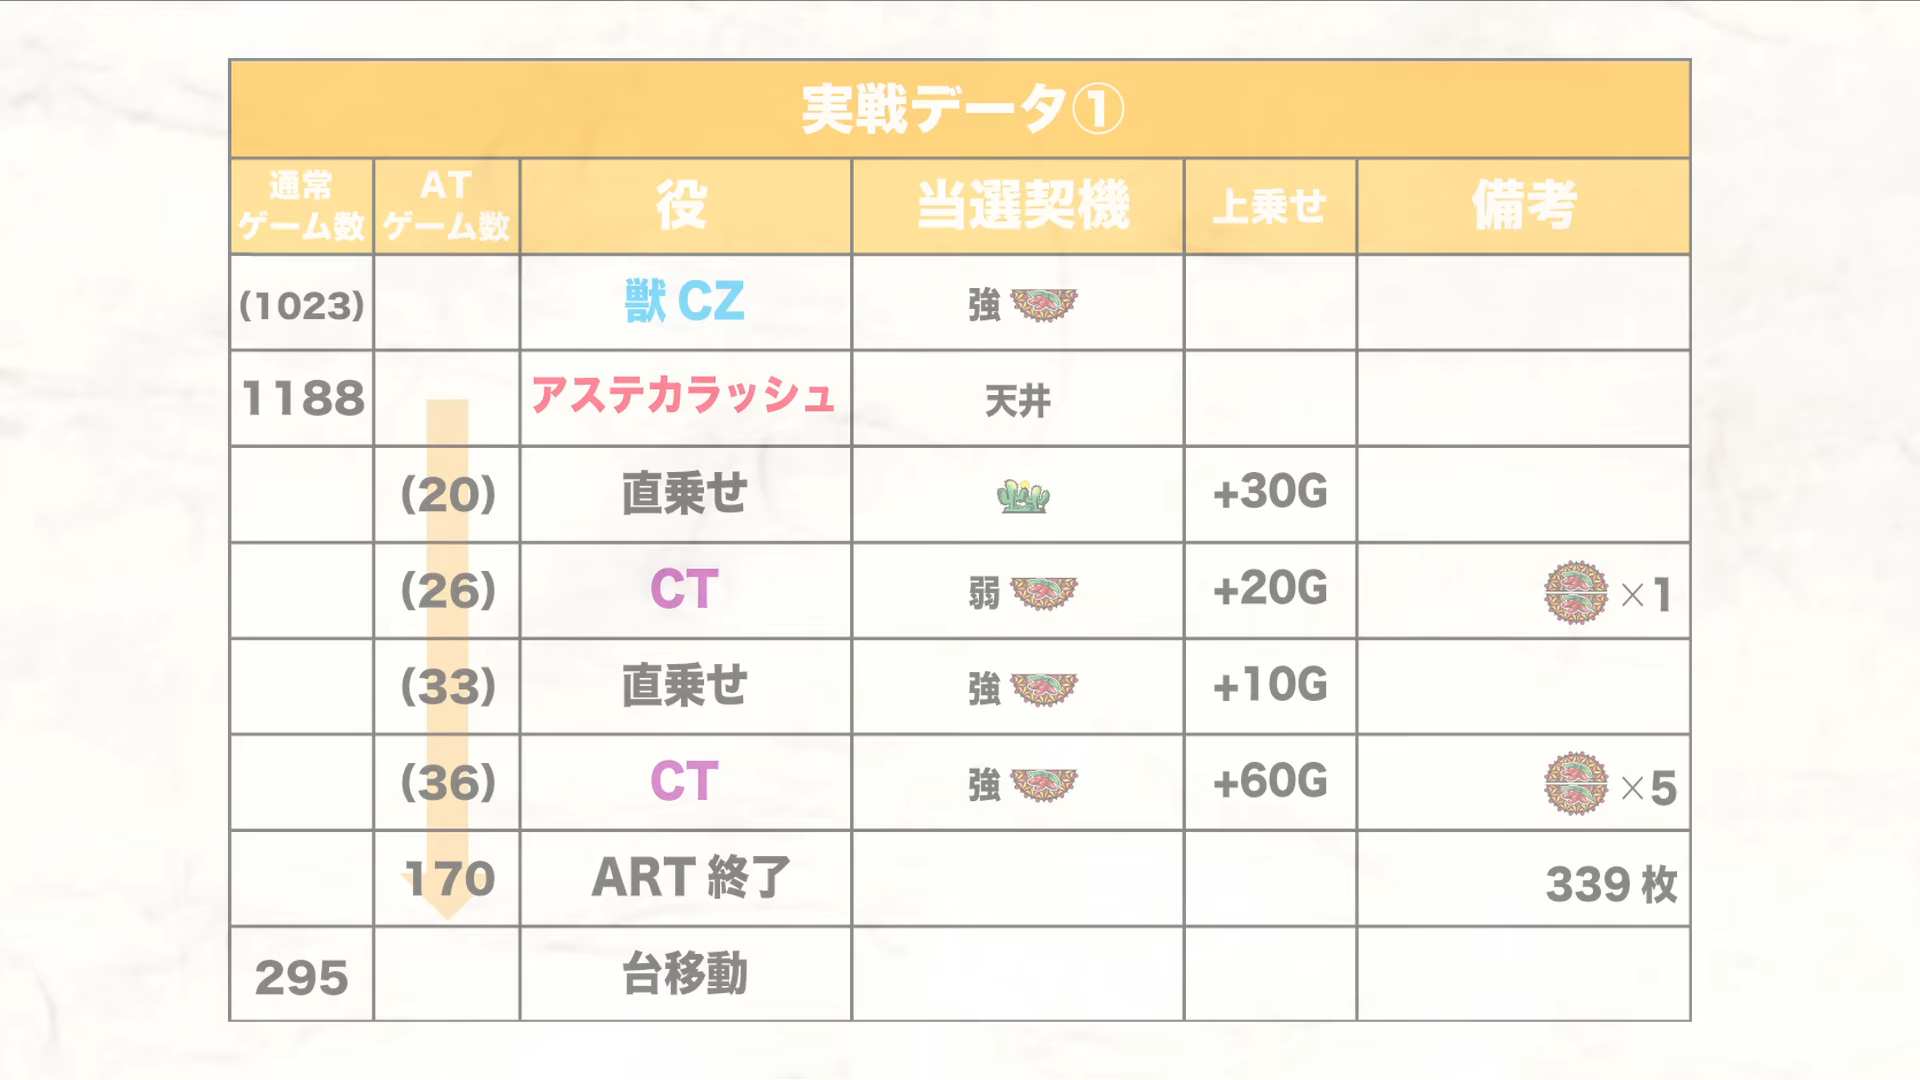 実戦データ①
通常
ゲーム数
AT
ゲーム数
役
当選契機
上乗せ
備考
(1023)
獣CZ
強
1188
アステカラッシュ
天井
(20)
直乗せ
+30G
(26)
CT
弱
+20G
×1
(33)
直乗せ
強
+10G
(36)
CT
強
+60G
×5
170
ART終了
339枚
295
台移動